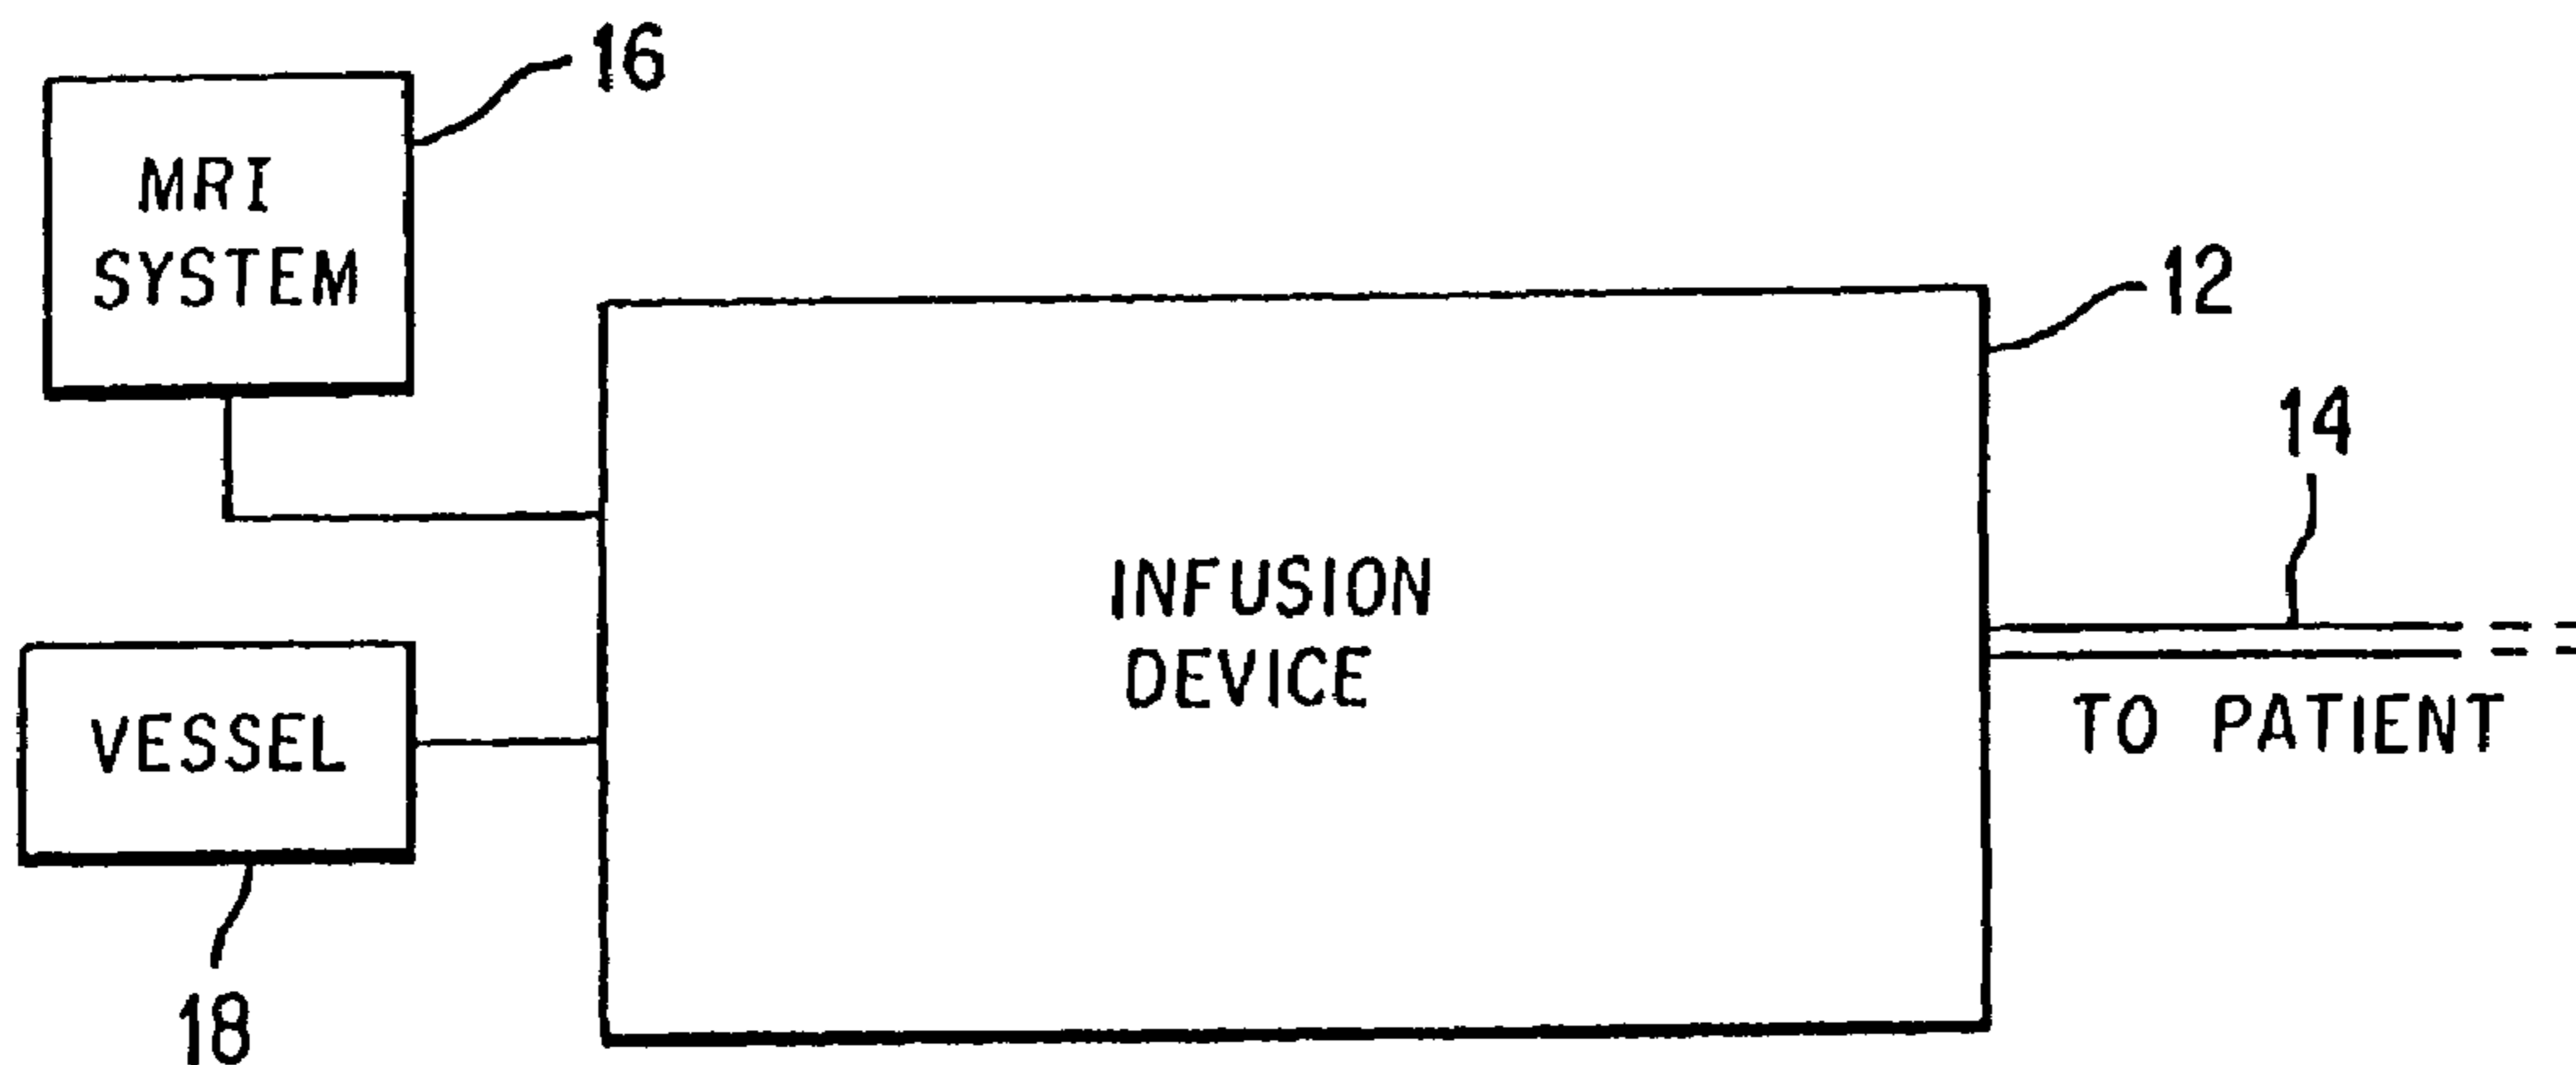 16
MRI
SYSTEM
12
14
INFUSION
DEVICE
TO PATIENT
VESSEL
18